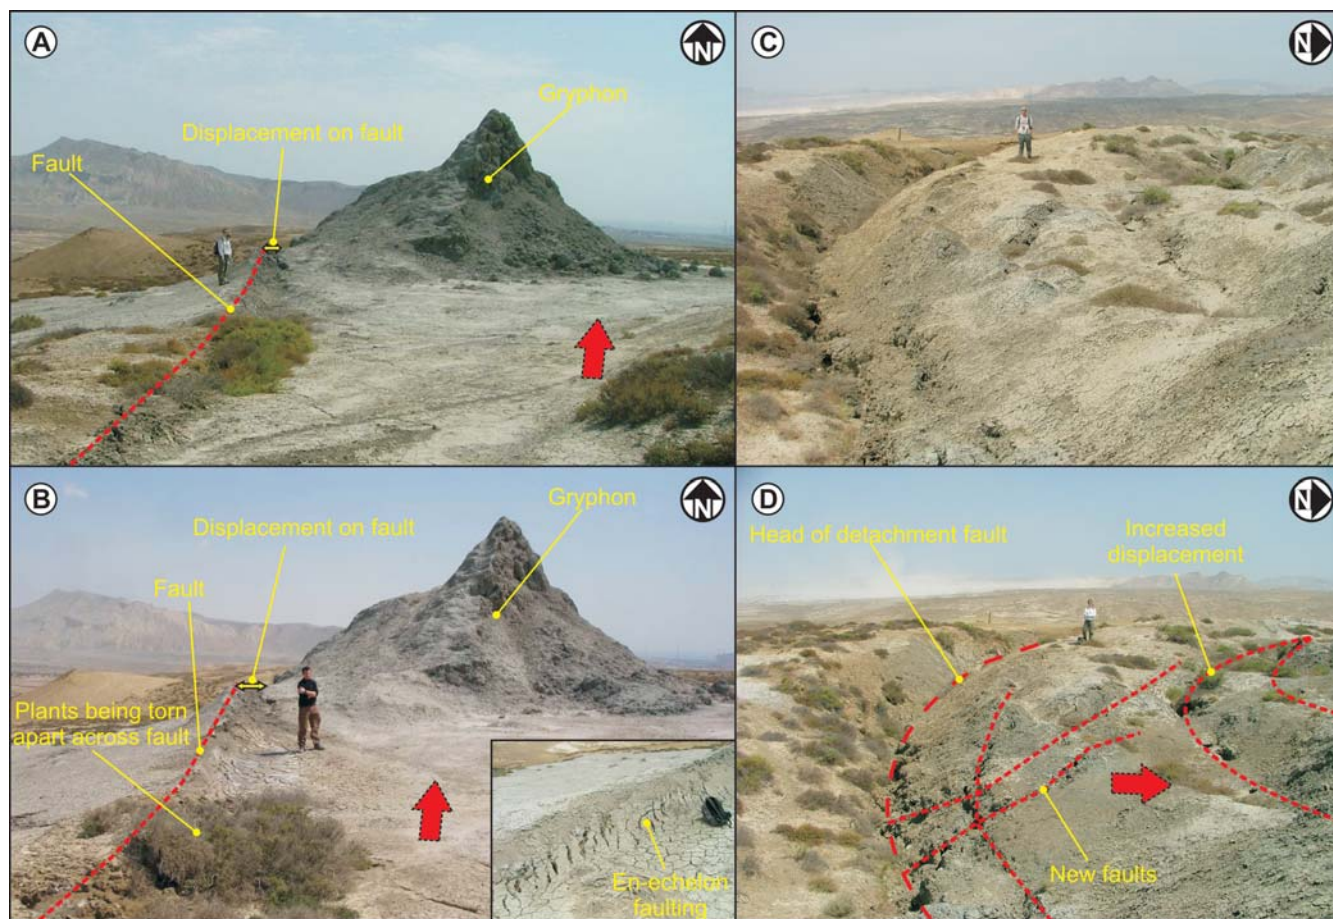 A
N
Gryphon
Displacement on fault
Fault
C
N
B
N
Gryphon
Displacement on fault
Fault
Plants being torn
apart across fault
En-echelon
faulting
D
N
Head of detachment fault
Increased
displacement
New faults